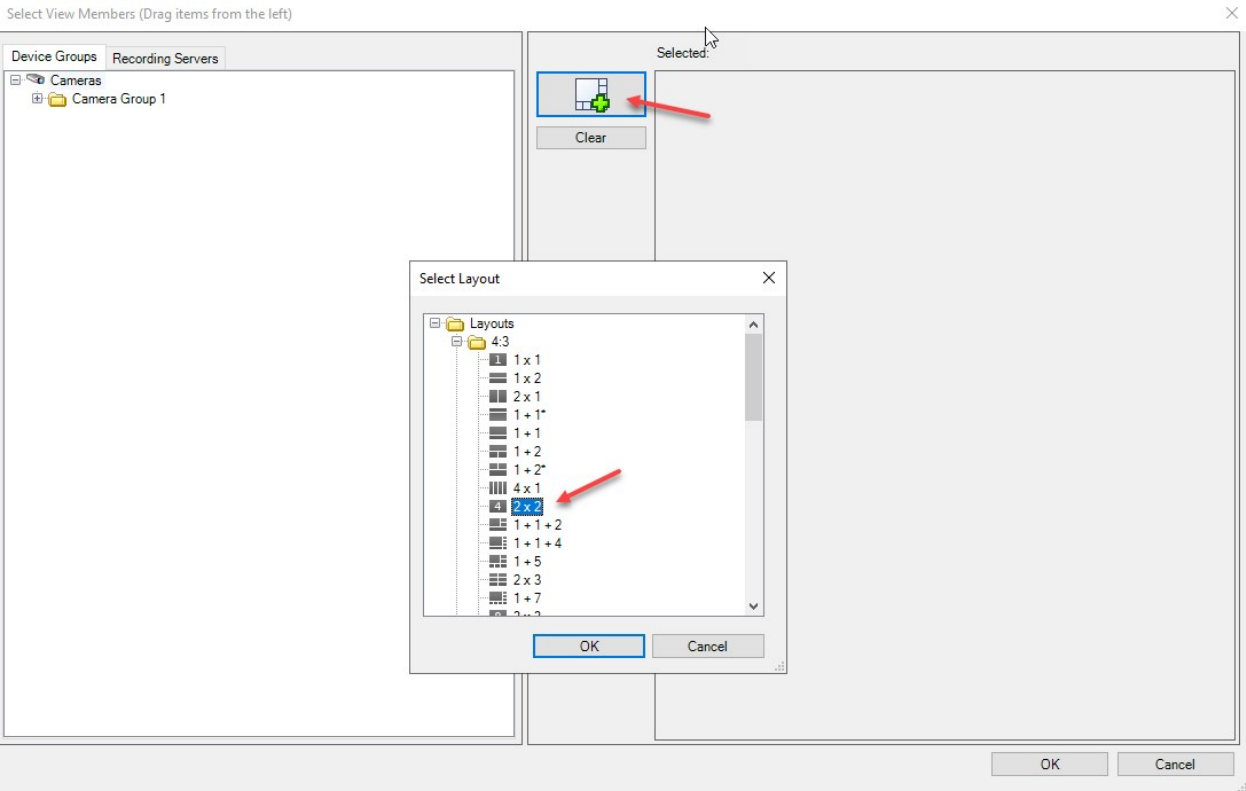 Select View Members (Drag items from the left)
Device Groups
Recording Servers
Selected:
Cameras
Camera Group 1
Clear
Select Layout
Layouts
4:3
1 1 x 1
1 x 2
2 x 1
1 + 1*
1 + 1
1 + 2
1 + 2*
4 x 1
4 2 x 2
1 + 1 + 2
1 + 1 + 4
1 + 5
2 x 3
1 + 7
OK
Cancel
OK
Cancel